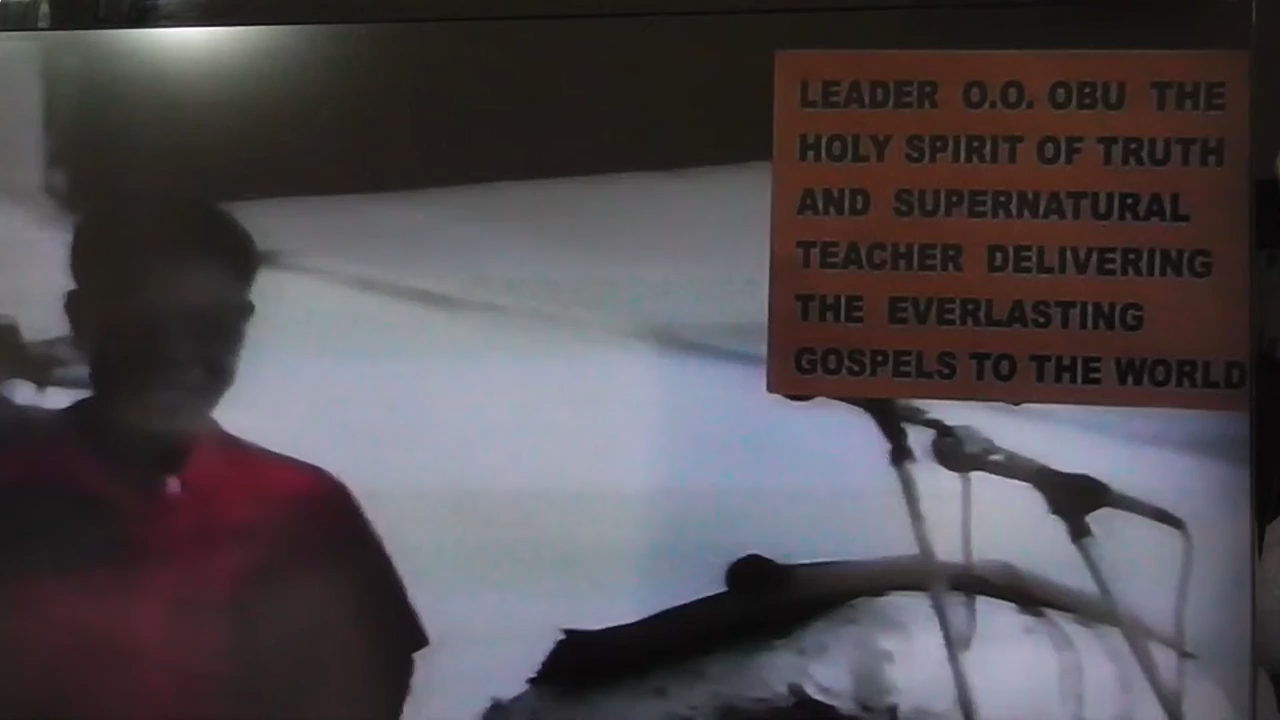 LEADER O.O. OBU THE
HOLY SPIRIT OF TRUTH
AND SUPERNATURAL
TEACHER DELIVERING
THE EVERLASTING
GOSPELS TO THE WORLD